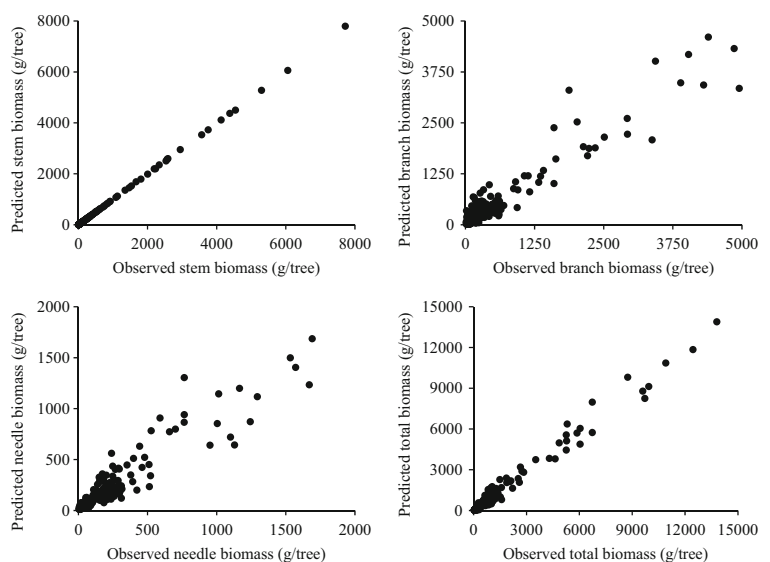 8000
6000
4000
2000
0
0 2000 4000 6000 8000
Predicted stem biomass (g/tree)
Observed stem biomass (g/tree)
5000
3750
2500
1250
0
0 1250 2500 3750 5000
Predicted branch biomass (g/tree)
Observed branch biomass (g/tree)
2000
1500
1000
500
0
0 500 1000 1500 2000
Predicted needle biomass (g/tree)
Observed needle biomass (g/tree)
15000
12000
9000
6000
3000
0
0 3000 6000 9000 12000 15000
Predicted total biomass (g/tree)
Observed total biomass (g/tree)